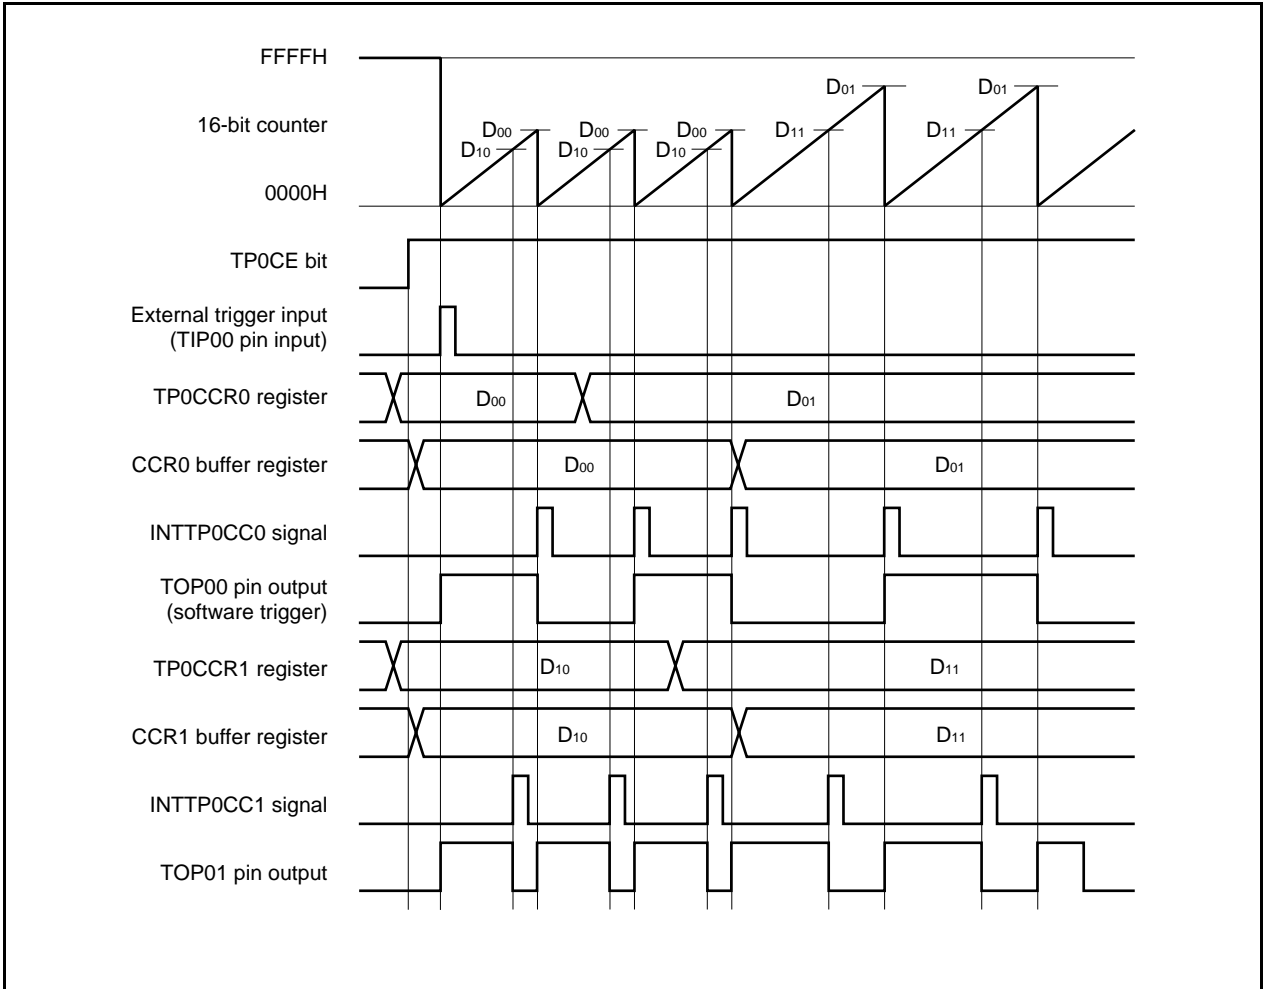 FFFFH
D01 D01
16-bit counter D00 D00 D00 D11 D11
D10 D10 D10
0000H
TP0CE bit
External trigger input
(TIP00 pin input)
TP0CCR0 register D00 D01
CCR0 buffer register D00 D01
INTTP0CC0 signal
TOP00 pin output
(software trigger)
TP0CCR1 register D10 D11
CCR1 buffer register D10 D11
INTTP0CC1 signal
TOP01 pin output